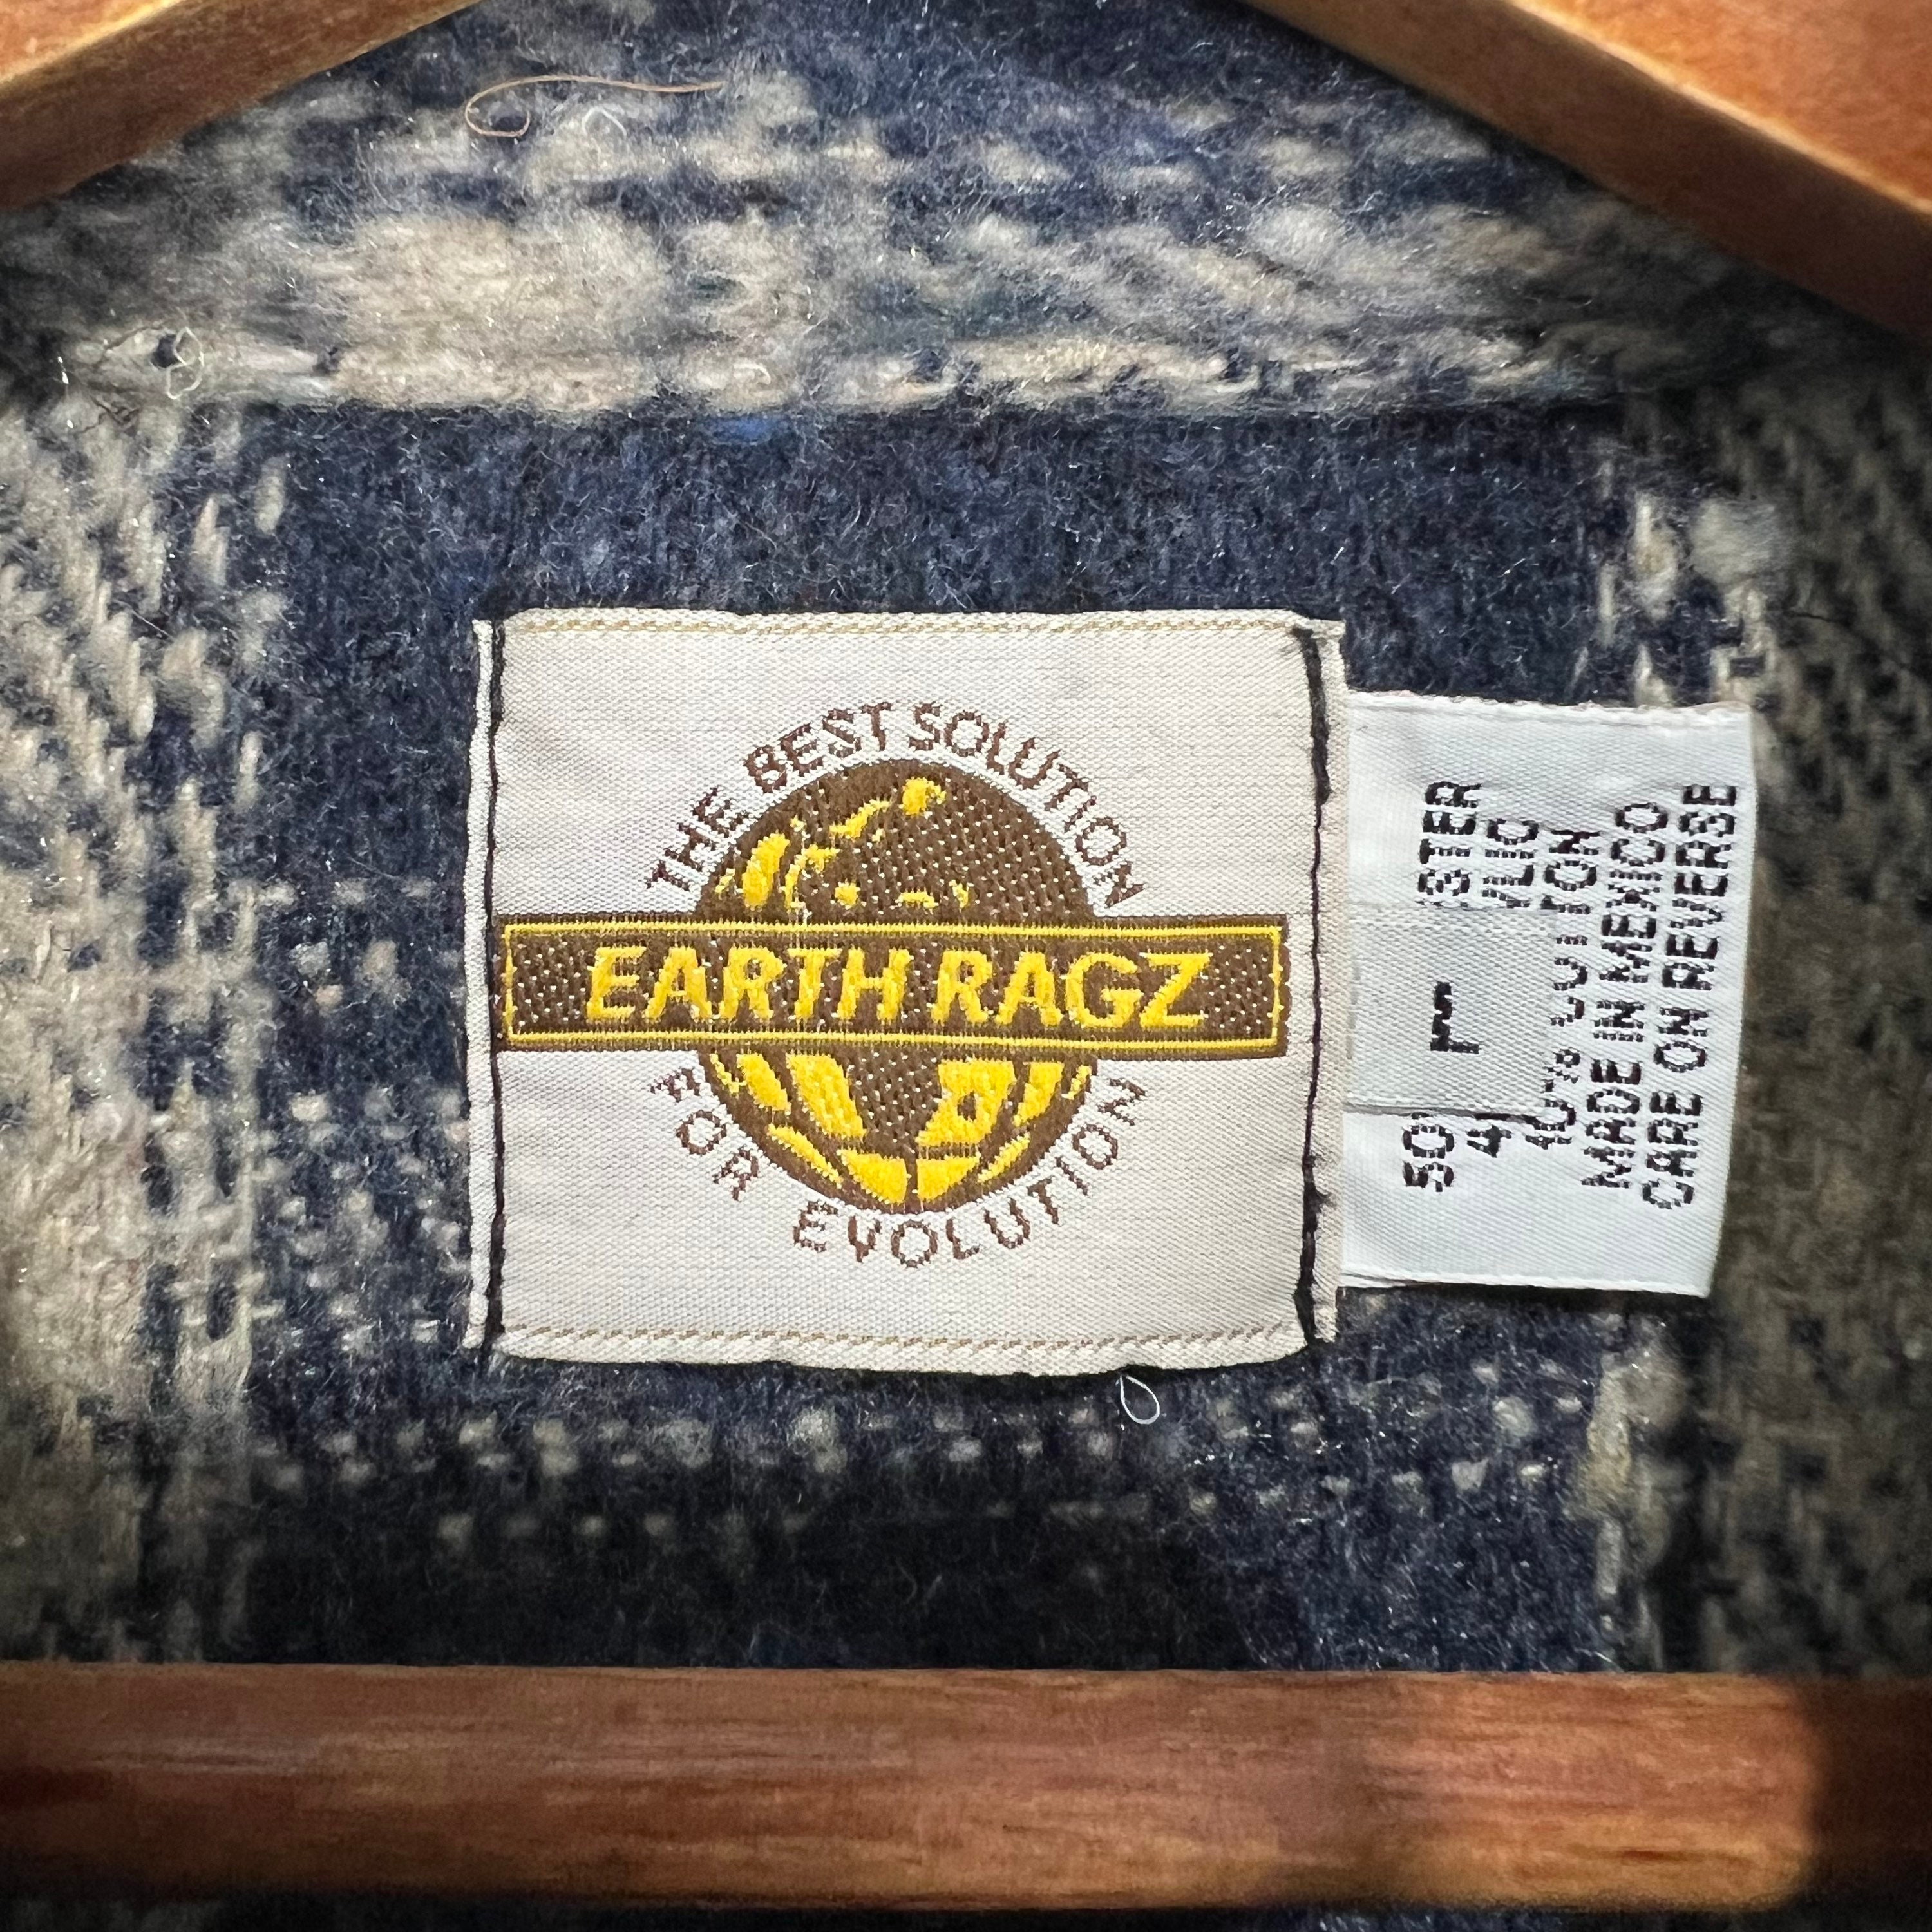 THE BEST SOLUTION
EARTH RAGZ
FOR EVOLUTION
L
MADE IN MEXICO
CARE ON REVERSE